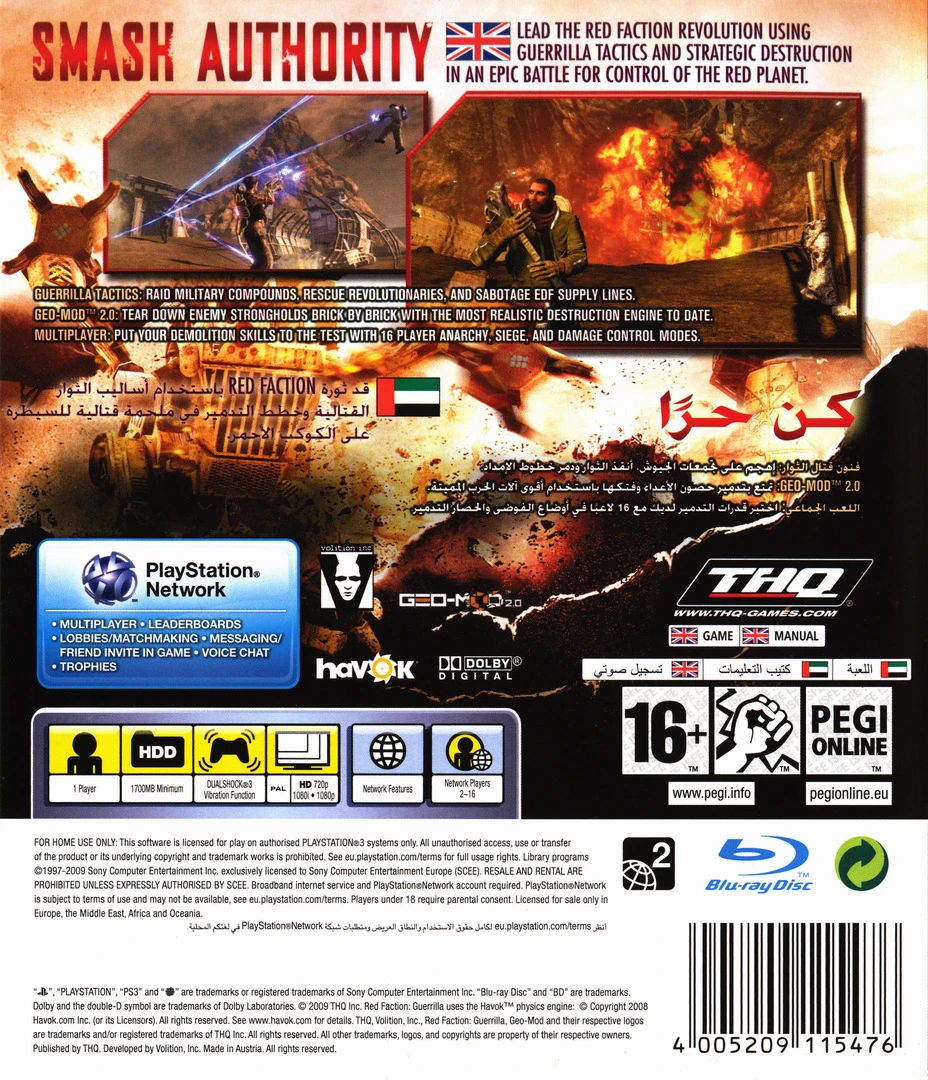 SMASH AUTHORITY
LEAD THE RED FACTION REVOLUTION USING
GUERRILLA TACTICS AND STRATEGIC DESTRUCTION
IN AN EPIC BATTLE FOR CONTROL OF THE RED PLANET.
GUERRILLA TACTICS: RAID MILITARY COMPOUNDS, RESCUE REVOLUTIONARIES, AND SABOTAGE EDF SUPPLY LINES.
GEO-MOD™ 2.0: TEAR DOWN ENEMY STRONGHOLDS BRICK BY BRICK WITH THE MOST REALISTIC DESTRUCTION ENGINE TO DATE.
MULTIPLAYER: PUT YOUR DEMOLITION SKILLS TO THE TEST WITH 16 PLAYER ANARCHY, SIEGE, AND DAMAGE CONTROL MODES.
قد ثورة RED FACTION باستخدام أساليب الثوار
القتالية وخطط التدمير في ملحمة قتالية للسيطرة
على الكوكب الأحمر.
كن حرًا
فنون قتال الثوار: إهجم على تجمعات الجيوش. أنقذ الثوار ودمر خطوط الإمداد.
GEO-MOD™ 2.0: تمتع بتدمير حصون الأعداء وفتكها باستخدام أقوى آلات الحرب المميتة.
اللعب الجماعي: اختبر قدرات التدمير لديك مع 16 لاعبًا في أوضاع الفوضى والحصار التدمير
PlayStation®
Network
• MULTIPLAYER • LEADERBOARDS
• LOBBIES/MATCHMAKING • MESSAGING/
FRIEND INVITE IN GAME • VOICE CHAT
• TROPHIES
volition inc
V
GEO-MOD 2.0
havok
DOLBY®
DIGITAL
THQ®
WWW.THQ-GAMES.COM
GAME MANUAL
اللعبة كتيب التعليمات تسجيل صوتي
16+™
™
PEGI
ONLINE
™
www.pegi.info
pegionline.eu
1 Player
HDD
1700MB Minimum
DUALSHOCK®3
Vibration Function
PAL
HD 720p
1080i • 1080p
Network Features
Network Players
2-16
FOR HOME USE ONLY: This software is licensed for play on authorised PLAYSTATION®3 systems only. All unauthorised access, use or transfer
of the product or its underlying copyright and trademark works is prohibited. See eu.playstation.com/terms for full usage rights. Library programs
©1997-2009 Sony Computer Entertainment Inc. exclusively licensed to Sony Computer Entertainment Europe (SCEE). RESALE AND RENTAL ARE
PROHIBITED UNLESS EXPRESSLY AUTHORISED BY SCEE. Broadband internet service and PlayStation®Network account required. PlayStation®Network
is subject to terms of use and may not be available, see eu.playstation.com/terms. Players under 18 require parental consent. Licensed for sale only in
Europe, the Middle East, Africa and Oceania.
أنظر eu.playstation.com/terms لكامل حقوق الاستخدام والنطاق العريض ومتطلبات شبكة PlayStation®Network في لغتكم المحلية.
2
Blu-ray Disc™
“ ”, “PLAYSTATION”, “PS3” and “ ” are trademarks or registered trademarks of Sony Computer Entertainment Inc. “Blu-ray Disc” and “BD” are trademarks.
Dolby and the double-D symbol are trademarks of Dolby Laboratories. © 2009 THQ Inc. Red Faction: Guerrilla uses the Havok™ physics engine: © Copyright 2008
Havok.com Inc. (or its Licensors). All rights reserved. See www.havok.com for details. THQ, Volition, Inc., Red Faction: Guerrilla, Geo-Mod and their respective logos
are trademarks and/or registered trademarks of THQ Inc. All rights reserved. All other trademarks, logos, and copyrights are property of their respective owners.
Published by THQ. Developed by Volition, Inc. Made in Austria. All rights reserved.
4 005209 115476